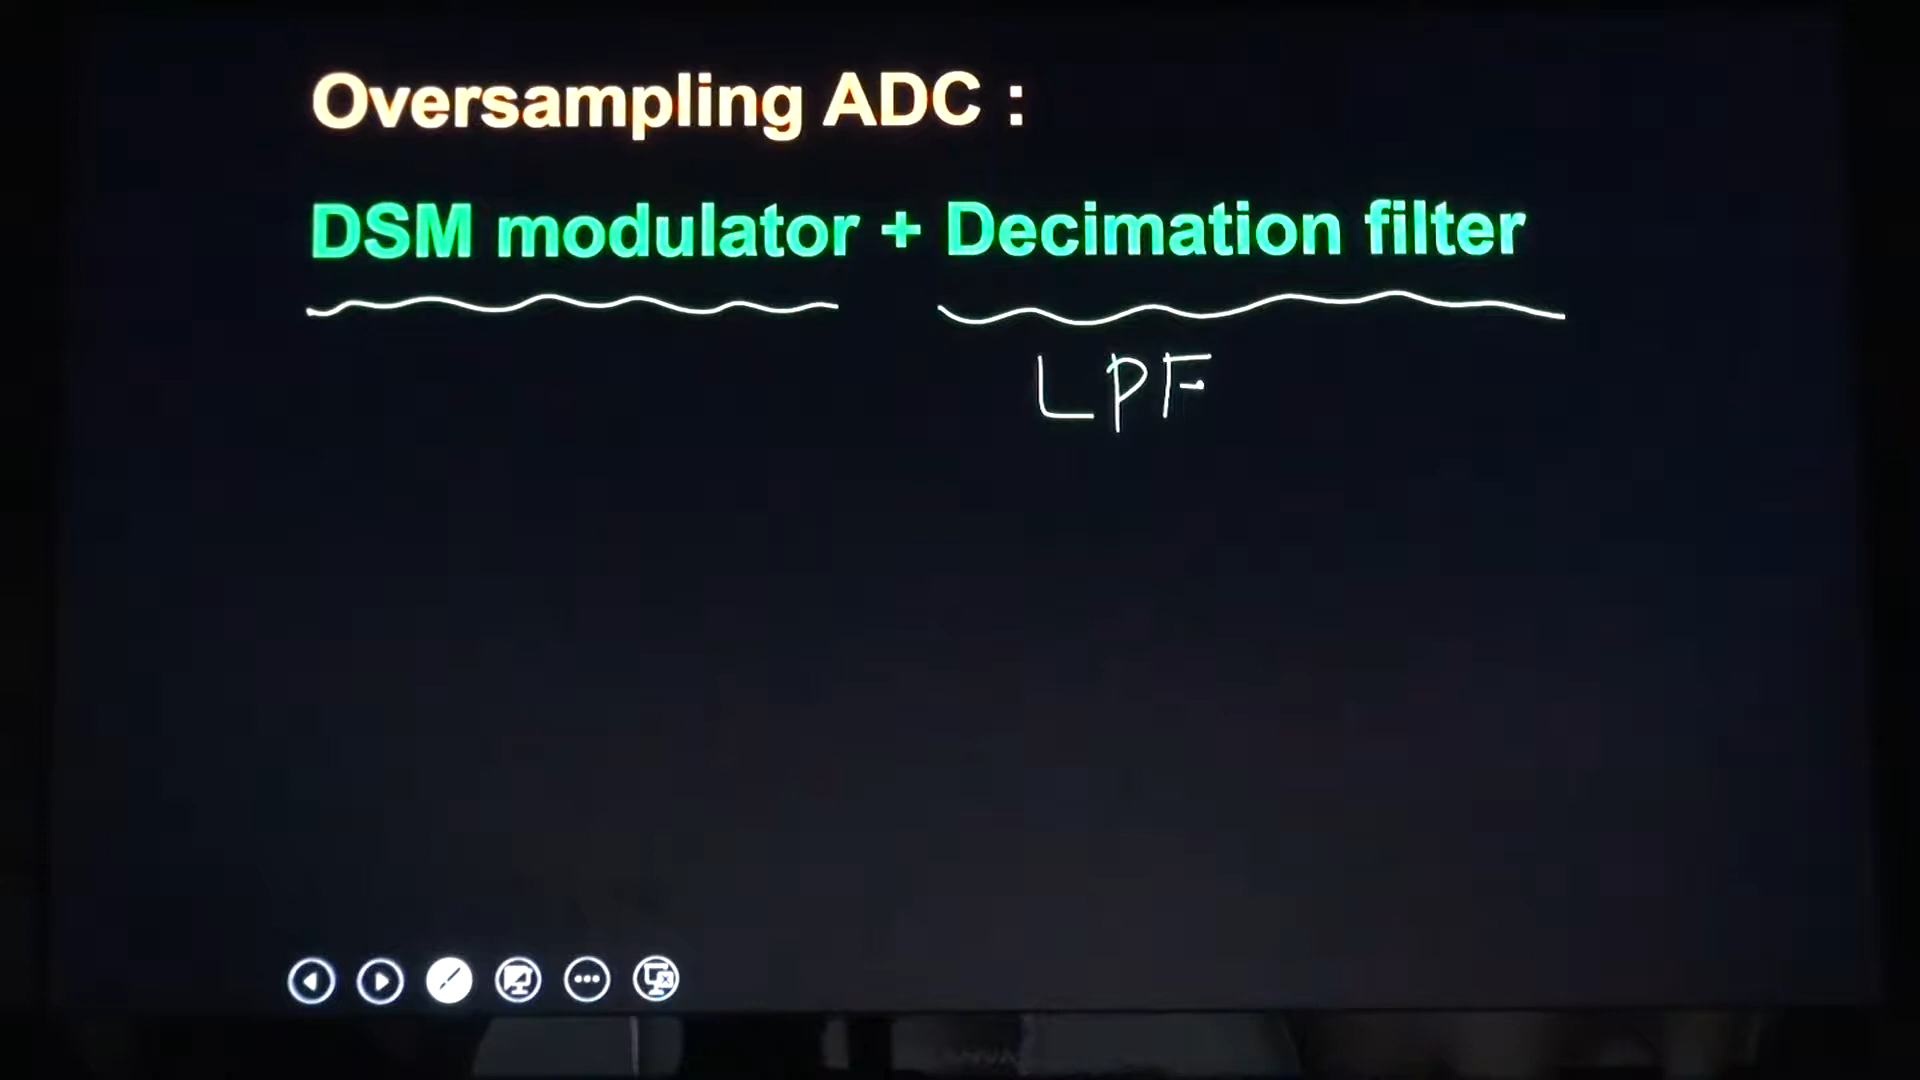 Oversampling ADC :
DSM modulator + Decimation filter
LPF